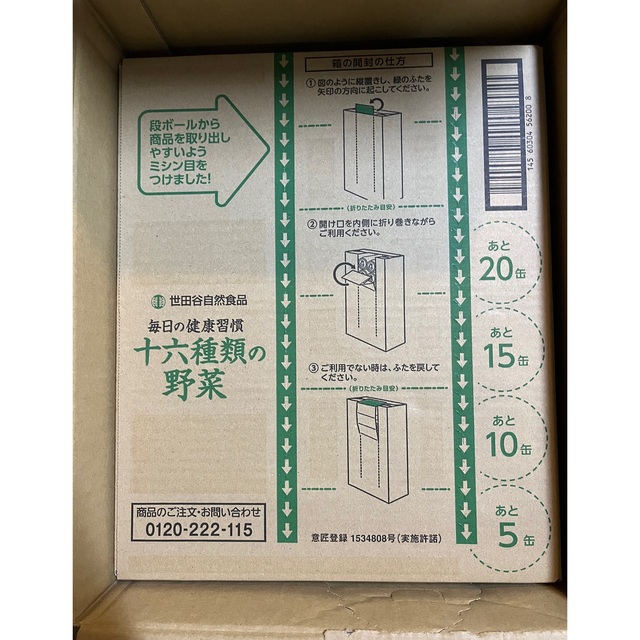 段ボールから
商品を取り出し
やすいよう
ミシン目を
つけました!
世田谷自然食品
毎日の健康習慣
十六種類の
野菜
商品のご注文・お問い合わせ
0120-222-115
箱の開封の仕方
① 図のように縦置きし、緑のふたを
矢印の方向に起こしてください。
(折りたたみ目安)
② 開け口を内側に折り巻きながら
ご利用ください。
③ ご利用でない時は、ふたを戻して
ください。
(折りたたみ目安)
意匠登録 1534808号(実施許諾)
145 60304 56200 8
あと
20缶
あと
15缶
あと
10缶
あと
5缶